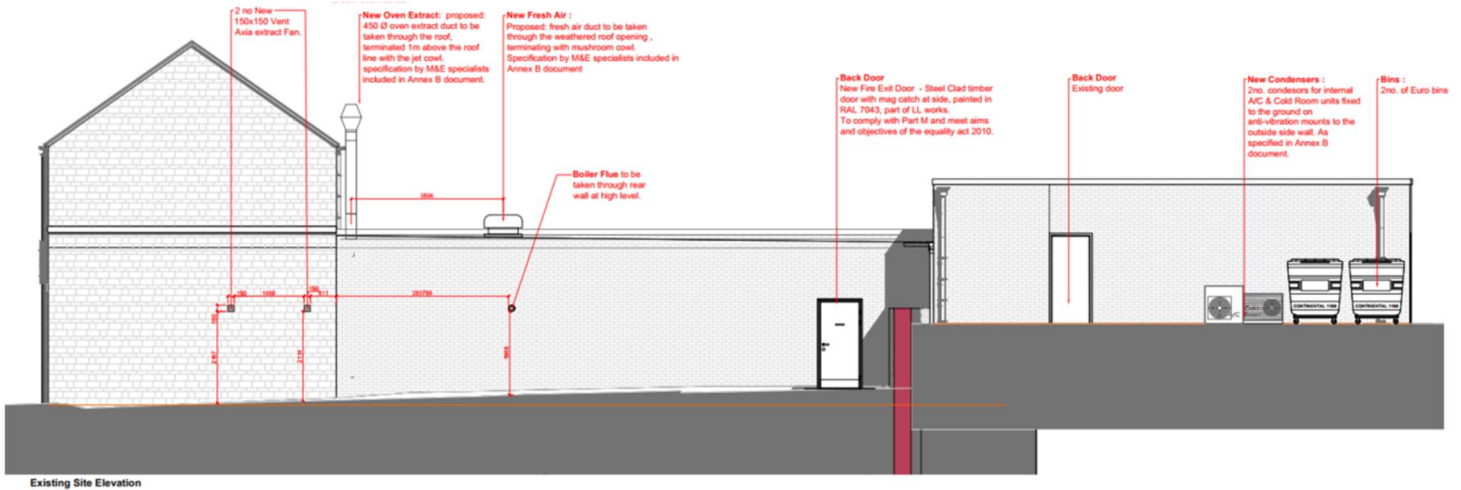 2 no New
150x150 Vent
Axia extract Fan.
New Oven Extract: proposed:
450 Ø oven extract duct to be
taken through the roof,
terminated 1m above the roof
line with the jet cowl.
specification by M&E specialists
included in Annex B document.
New Fresh Air :
Proposed: fresh air duct to be taken
through the weathered roof opening ,
terminating with mushroom cowl.
Specification by M&E specialists included in
Annex B document
Back Door
New Fire Exit Door - Steel Clad timber
door with mag catch at side, painted in
RAL 7043, part of LL works.
To comply with Part M and meet aims
and objectives of the equality act 2010.
Back Door
Existing door
New Condensers :
2no. condesors for internal
A/C & Cold Room units fixed
to the ground on
anti-vibration mounts to the
outside side wall. As
specified in Annex B
document.
Bins :
2no. of Euro bins
Boiler Flue to be
taken through rear
wall at high level.
150
150
2114
A/C
CONTINENTAL 1100
CONTINENTAL 1100
Existing Site Elevation